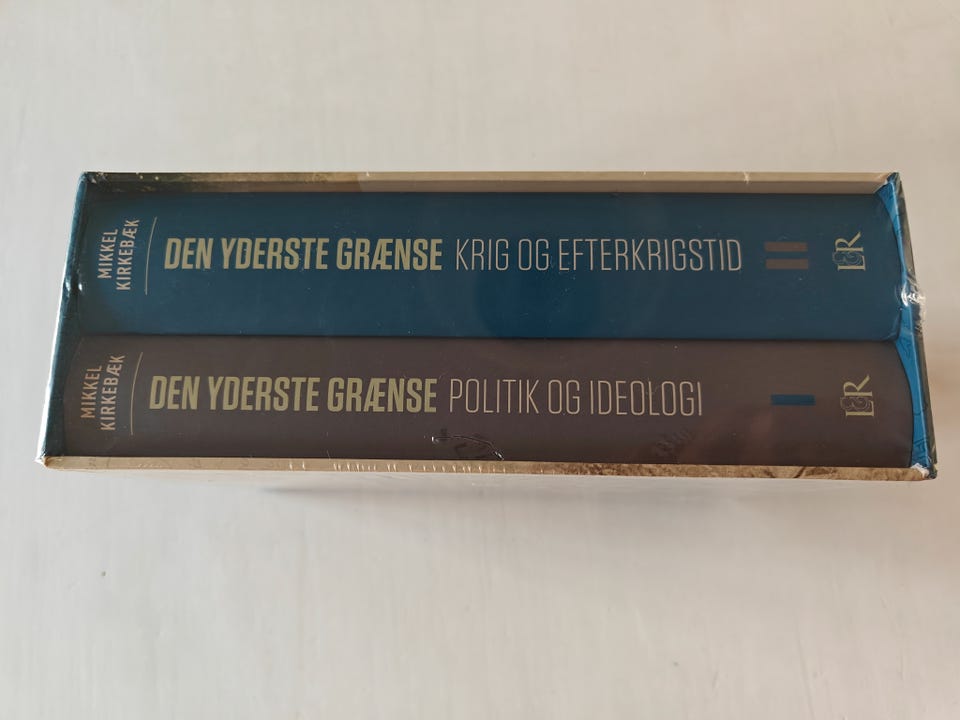 MIKKEL
KIRKEBÆK
DEN YDERSTE GRÆNSE KRIG OG EFTERKRIGSTID II
L&R
MIKKEL
KIRKEBÆK
DEN YDERSTE GRÆNSE POLITIK OG IDEOLOGI I
L&R